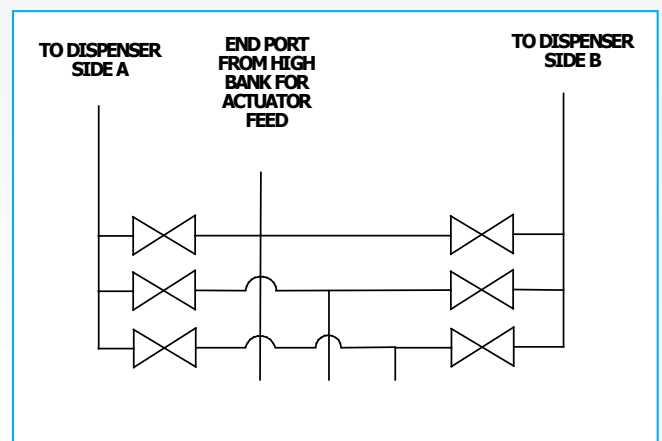 TO DISPENSER
SIDE A
END PORT
FROM HIGH
BANK FOR
ACTUATOR
FEED
TO DISPENSER
SIDE B